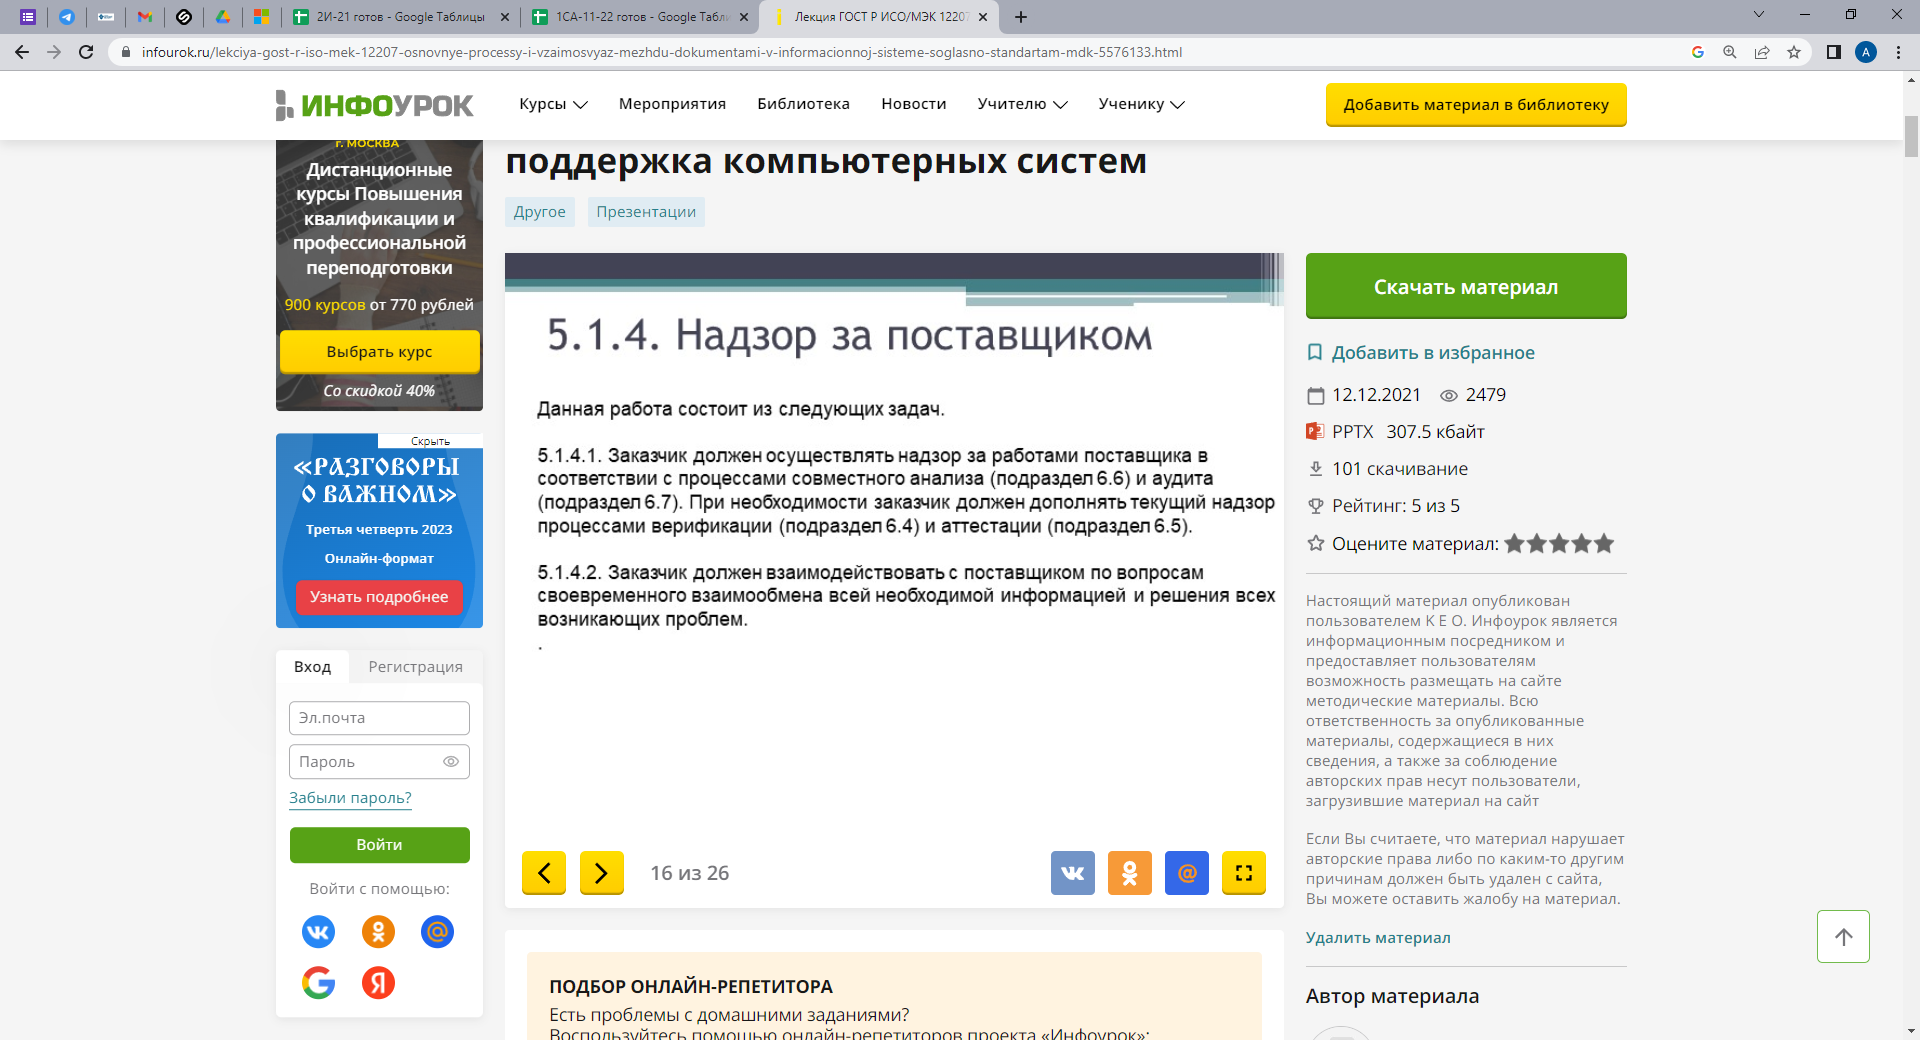 2И-21 готов - Google Таблицы
1СА-11-22 готов - Google Табли
Лекция ГОСТ Р ИСО/МЭК 12207
infourok.ru/lekciya-gost-r-iso-mek-12207-osnovnye-processy-i-vzaimosvyaz-mezhdu-dokumentami-v-informacionnoj-sisteme-soglasno-standartam-mdk-5576133.html
A
ИНФОУРОК
Курсы
Мероприятия
Библиотека
Новости
Учителю
Ученику
Добавить материал в библиотеку
г. МОСКВА
Дистанционные
курсы Повышения
квалификации и
профессиональной
переподготовки
900 курсов от 770 рублей
Выбрать курс
Со скидкой 40%
Скрыть
«РАЗГОВОРЫ
О ВАЖНОМ»
Третья четверть 2023
Онлайн-формат
Узнать подробнее
Вход
Регистрация
Эл.почта
Пароль
Забыли пароль?
Войти
Войти с помощью:
поддержка компьютерных систем
Другое
Презентации
5.1.4. Надзор за поставщиком
Данная работа состоит из следующих задач.
5.1.4.1. Заказчик должен осуществлять надзор за работами поставщика в
соответствии с процессами совместного анализа (подраздел 6.6) и аудита
(подраздел 6.7). При необходимости заказчик должен дополнять текущий надзор
процессами верификации (подраздел 6.4) и аттестации (подраздел 6.5).
5.1.4.2. Заказчик должен взаимодействовать с поставщиком по вопросам
своевременного взаимообмена всей необходимой информацией и решения всех
возникающих проблем.
.
16 из 26
ПОДБОР ОНЛАЙН-РЕПЕТИТОРА
Есть проблемы с домашними заданиями?
Воспользуйтесь помощью онлайн-репетиторов проекта «Инфоурок»:
Скачать материал
Добавить в избранное
12.12.2021 2479
PPTX 307.5 кбайт
101 скачивание
Рейтинг: 5 из 5
Оцените материал:
Настоящий материал опубликован
пользователем K E O. Инфоурок является
информационным посредником и
предоставляет пользователям
возможность размещать на сайте
методические материалы. Всю
ответственность за опубликованные
материалы, содержащиеся в них
сведения, а также за соблюдение
авторских прав несут пользователи,
загрузившие материал на сайт
Если Вы считаете, что материал нарушает
авторские права либо по каким-то другим
причинам должен быть удален с сайта,
Вы можете оставить жалобу на материал.
Удалить материал
Автор материала